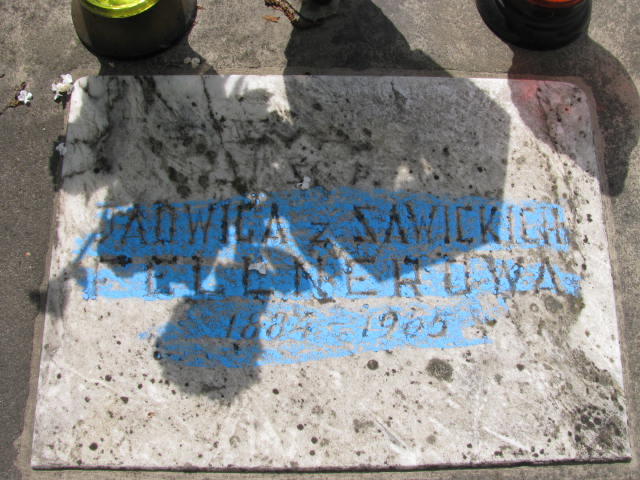 JADWIGA z SAWICKICH
FELLNEROWA
1884-1965